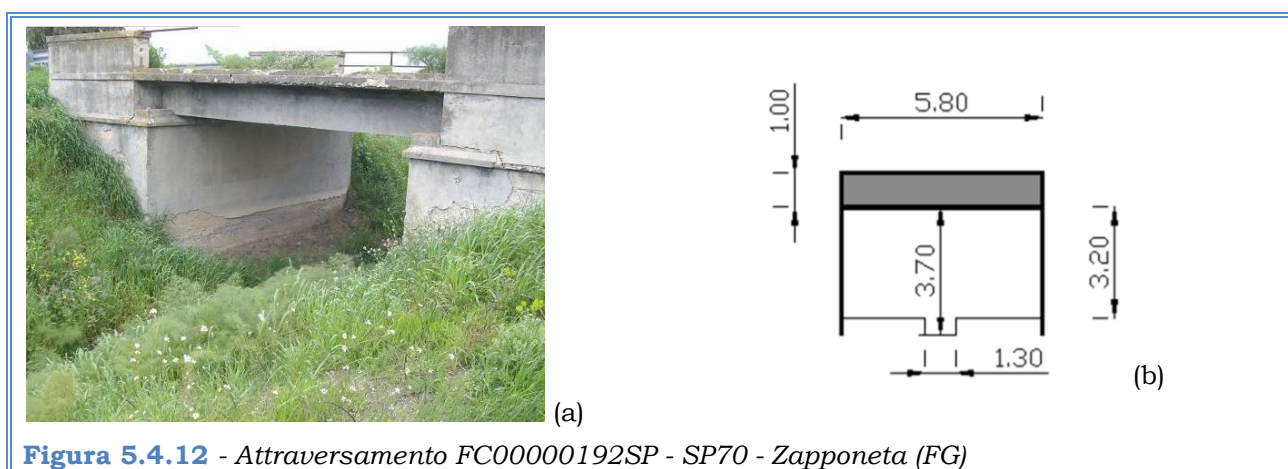 5.80
1.00
3.70
3.20
1.30
(a)
(b)
Figura 5.4.12 - Attraversamento FC00000192SP - SP70 - Zapponeta (FG)